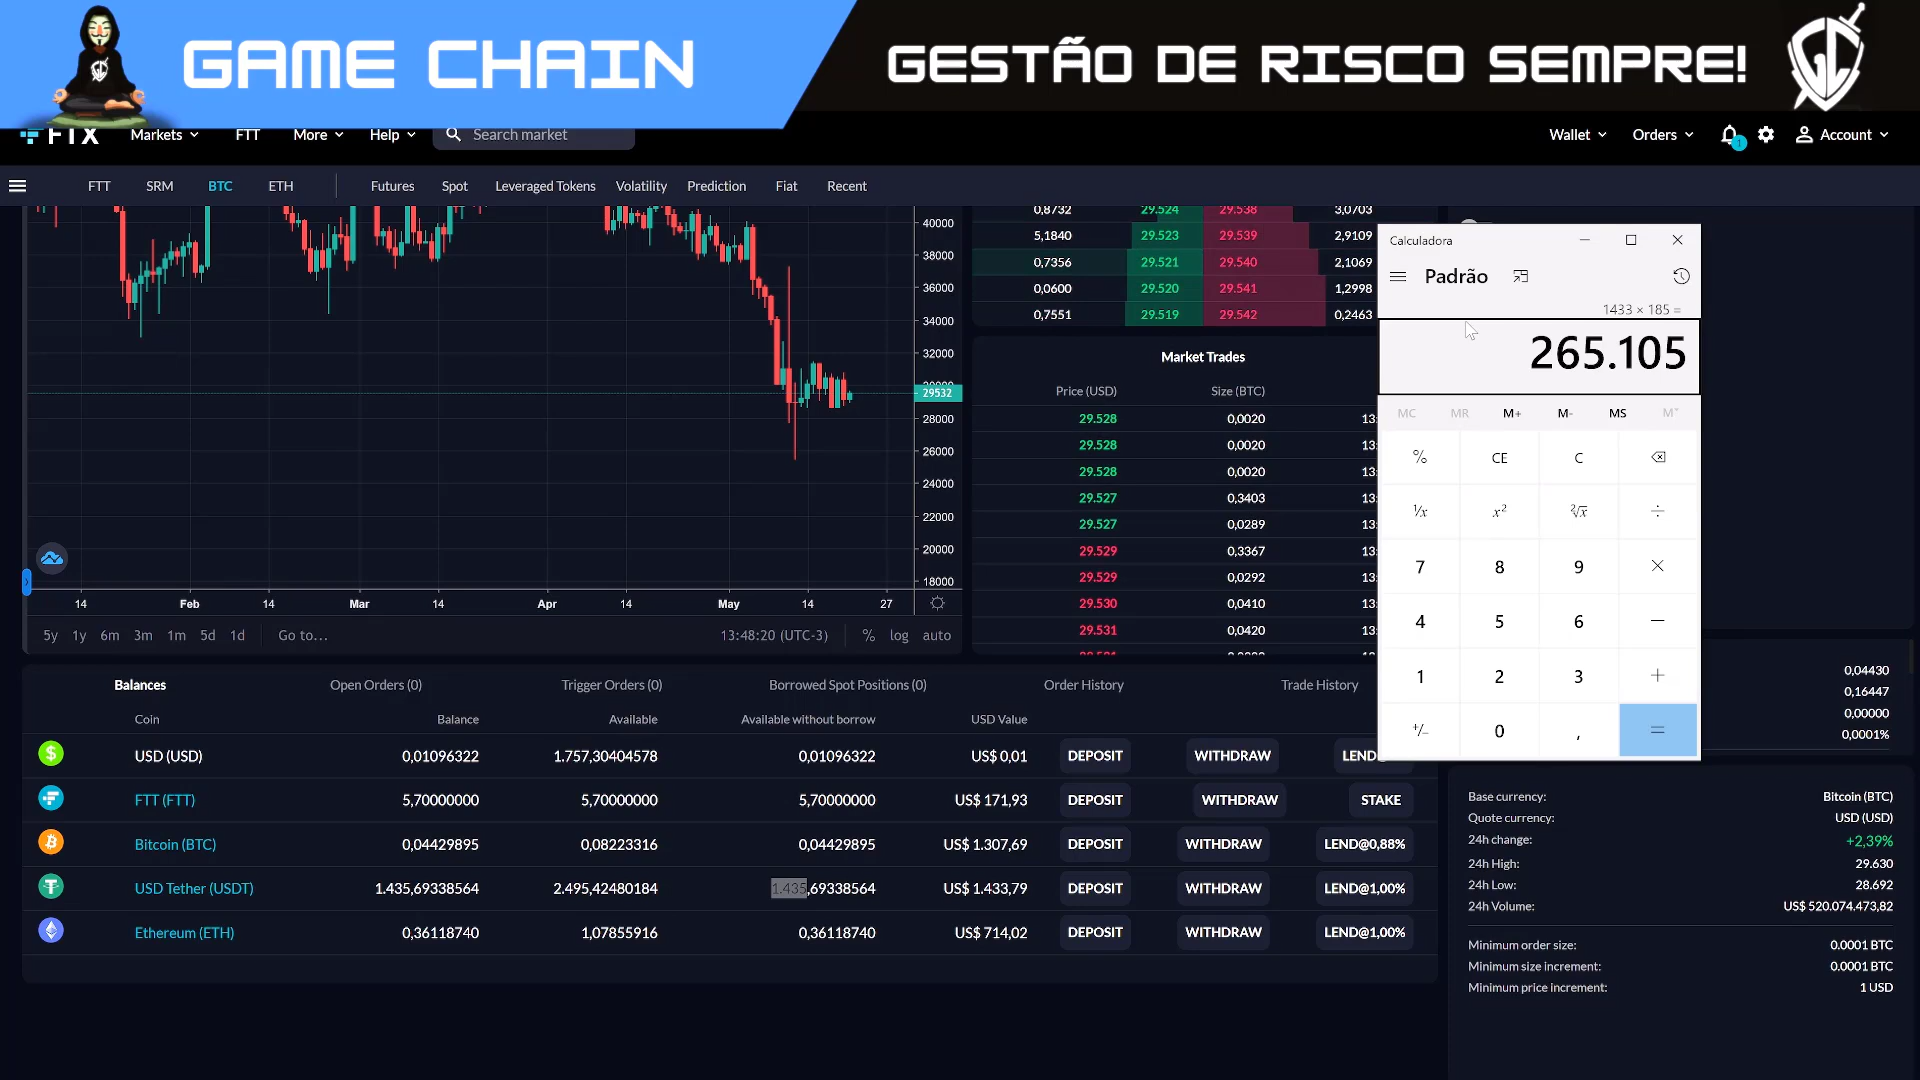 GAME CHAIN
GESTÃO DE RISCO SEMPRE!
FTX Markets FTT More Help Search market Wallet Orders 1 Account
FTT SRM BTC ETH Futures Spot Leveraged Tokens Volatility Prediction Fiat Recent
40000
38000
36000
34000
32000
30000
29532
28000
26000
24000
22000
20000
18000
14 Feb 14 Mar 14 Apr 14 May 14 27
5y 1y 6m 3m 1m 5d 1d Go to... 13:48:20 (UTC-3) % log auto
0,8732 29.524 29.538 3,0703
5,1840 29.523 29.539 2,9109
0,7356 29.521 29.540 2,1069
0,0600 29.520 29.541 1,2998
0,7551 29.519 29.542 0,2463
Market Trades
Price (USD) Size (BTC)
29.528 0,0020 13:
29.528 0,0020 13:
29.528 0,0020 13:
29.527 0,3403 13:
29.527 0,0289 13:
29.529 0,3367 13:
29.529 0,0292 13:
29.530 0,0410 13:
29.531 0,0420 13:
Calculadora
Padrão
1433 × 185 =
265.105
MC MR M+ M- MS M˅
% CE C
¹/x x² ²√x ÷
7 8 9 ×
4 5 6 −
1 2 3 +
+/− 0 , =
0,04430
0,16447
0,00000
0,0001%
Balances Open Orders (0) Trigger Orders (0) Borrowed Spot Positions (0) Order History Trade History
Coin Balance Available Available without borrow USD Value
USD (USD) 0,01096322 1.757,30404578 0,01096322 US$ 0,01 DEPOSIT WITHDRAW LEND@
FTT (FTT) 5,70000000 5,70000000 5,70000000 US$ 171,93 DEPOSIT WITHDRAW STAKE
Bitcoin (BTC) 0,04429895 0,08223316 0,04429895 US$ 1.307,69 DEPOSIT WITHDRAW LEND@0,88%
USD Tether (USDT) 1.435,69338564 2.495,42480184 1.435,69338564 US$ 1.433,79 DEPOSIT WITHDRAW LEND@1,00%
Ethereum (ETH) 0,36118740 1,07855916 0,36118740 US$ 714,02 DEPOSIT WITHDRAW LEND@1,00%
Base currency: Bitcoin (BTC)
Quote currency: USD (USD)
24h change: +2,39%
24h High: 29.630
24h Low: 28.692
24h Volume: US$ 520.074.473,82
Minimum order size: 0.0001 BTC
Minimum size increment: 0.0001 BTC
Minimum price increment: 1 USD